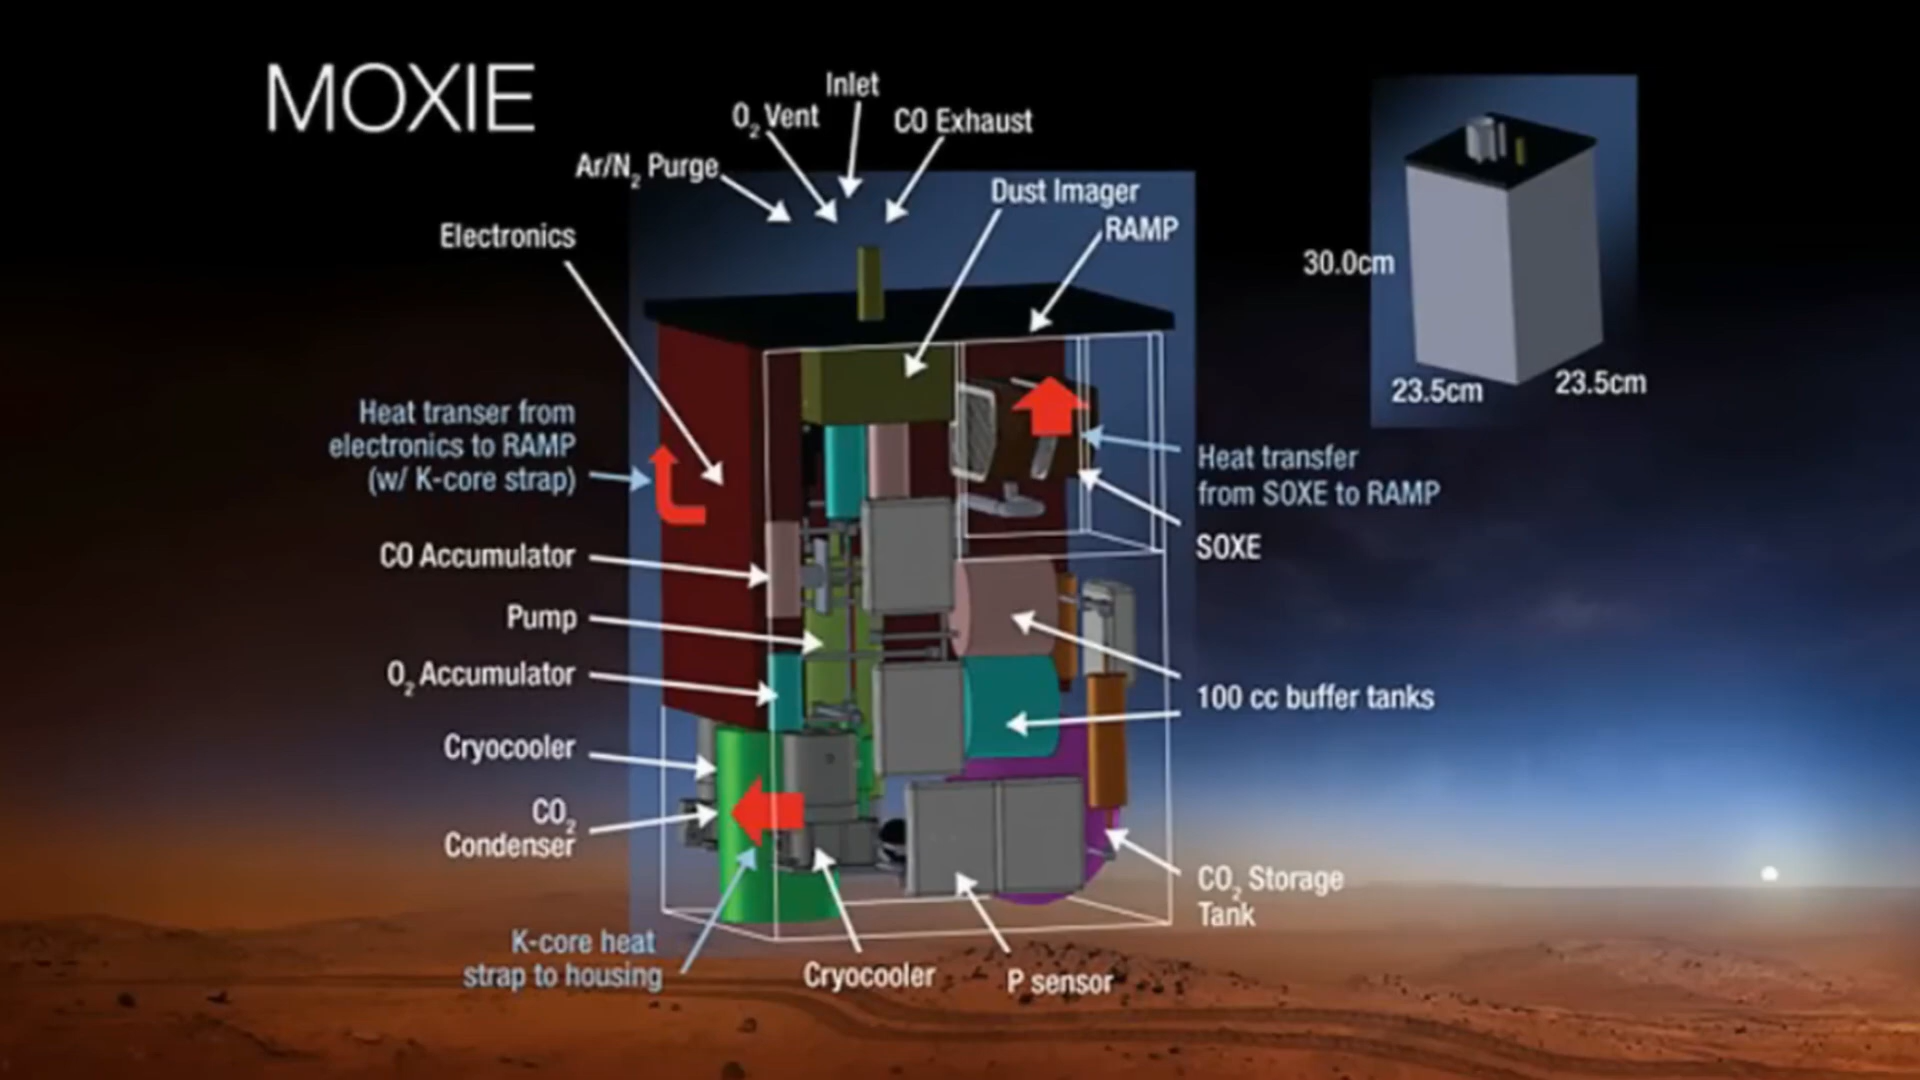 MOXIE
Inlet
O₂ Vent
CO Exhaust
Ar/N₂ Purge
Dust Imager
RAMP
Electronics
30.0cm
23.5cm
23.5cm
Heat transer from
electronics to RAMP
(w/ K-core strap)
Heat transfer
from SOXE to RAMP
SOXE
CO Accumulator
Pump
O₂ Accumulator
100 cc buffer tanks
Cryocooler
CO₂
Condenser
CO₂ Storage
Tank
K-core heat
strap to housing
Cryocooler
P sensor